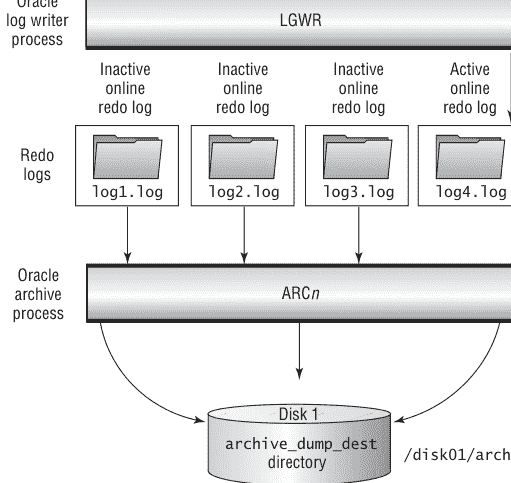 Oracle
log writer
process
LGWR
Inactive
online
redo log
Inactive
online
redo log
Inactive
online
redo log
Active
online
redo log
Redo
logs
log1.log
log2.log
log3.log
log4.log
Oracle
archive
process
ARCn
Disk 1
archive_dump_dest
directory
/disk01/arch